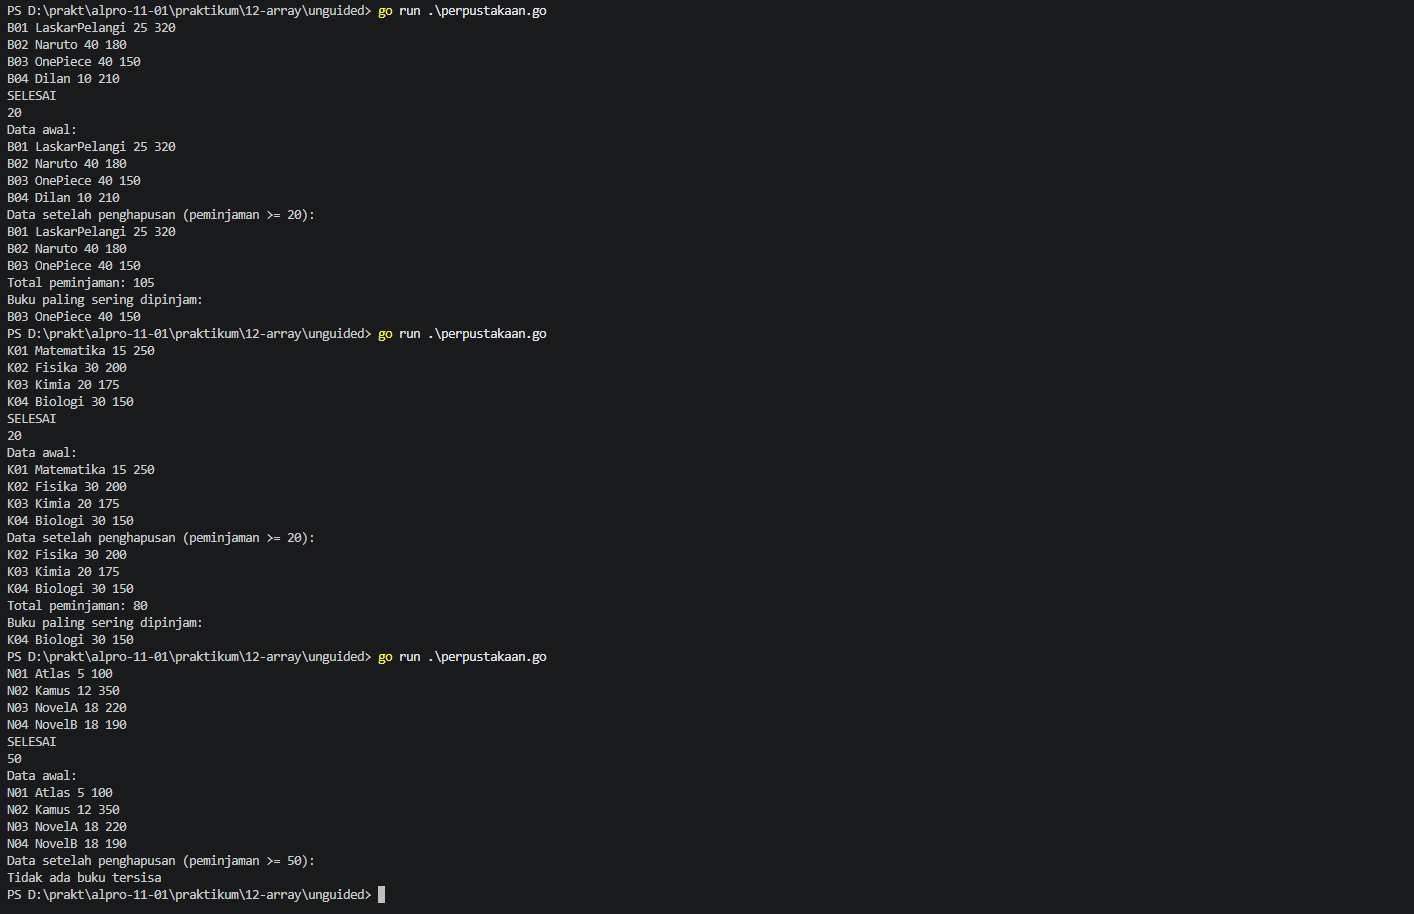 PS D:\prakt\alpro-11-01\praktikum\12-array\unguided> go run .\perpustakaan.go
B01 LaskarPelangi 25 320
B02 Naruto 40 180
B03 OnePiece 40 150
B04 Dilan 10 210
SELESAI
20
Data awal:
B01 LaskarPelangi 25 320
B02 Naruto 40 180
B03 OnePiece 40 150
B04 Dilan 10 210
Data setelah penghapusan (peminjaman >= 20):
B01 LaskarPelangi 25 320
B02 Naruto 40 180
B03 OnePiece 40 150
Total peminjaman: 105
Buku paling sering dipinjam:
B03 OnePiece 40 150
PS D:\prakt\alpro-11-01\praktikum\12-array\unguided> go run .\perpustakaan.go
K01 Matematika 15 250
K02 Fisika 30 200
K03 Kimia 20 175
K04 Biologi 30 150
SELESAI
20
Data awal:
K01 Matematika 15 250
K02 Fisika 30 200
K03 Kimia 20 175
K04 Biologi 30 150
Data setelah penghapusan (peminjaman >= 20):
K02 Fisika 30 200
K03 Kimia 20 175
K04 Biologi 30 150
Total peminjaman: 80
Buku paling sering dipinjam:
K04 Biologi 30 150
PS D:\prakt\alpro-11-01\praktikum\12-array\unguided> go run .\perpustakaan.go
N01 Atlas 5 100
N02 Kamus 12 350
N03 NovelA 18 220
N04 NovelB 18 190
SELESAI
50
Data awal:
N01 Atlas 5 100
N02 Kamus 12 350
N03 NovelA 18 220
N04 NovelB 18 190
Data setelah penghapusan (peminjaman >= 50):
Tidak ada buku tersisa
PS D:\prakt\alpro-11-01\praktikum\12-array\unguided>